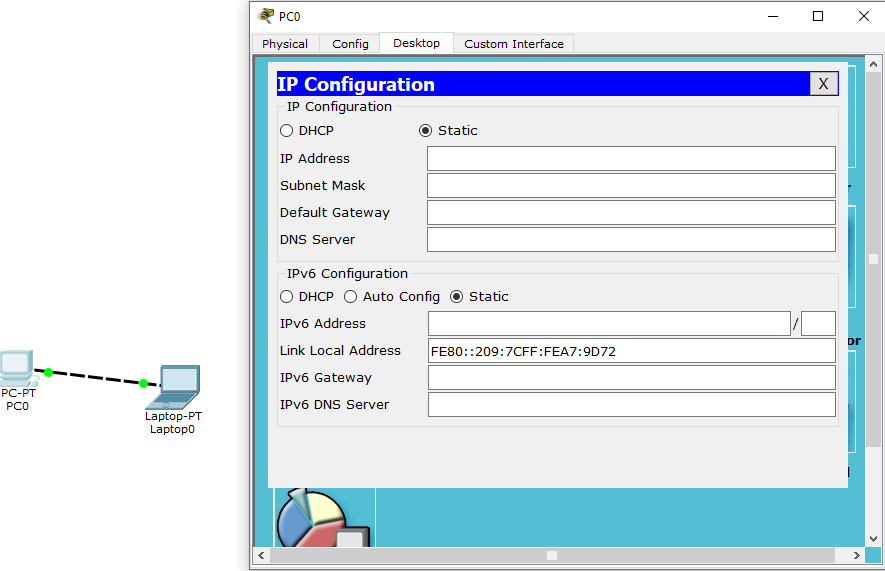 PC0
Physical Config Desktop Custom Interface
IP Configuration X
IP Configuration
DHCP Static
IP Address
Subnet Mask
Default Gateway
DNS Server
IPv6 Configuration
DHCP Auto Config Static
IPv6 Address /
Link Local Address FE80::209:7CFF:FEA7:9D72
IPv6 Gateway
IPv6 DNS Server
or
PC-PT
PC0
Laptop-PT
Laptop0